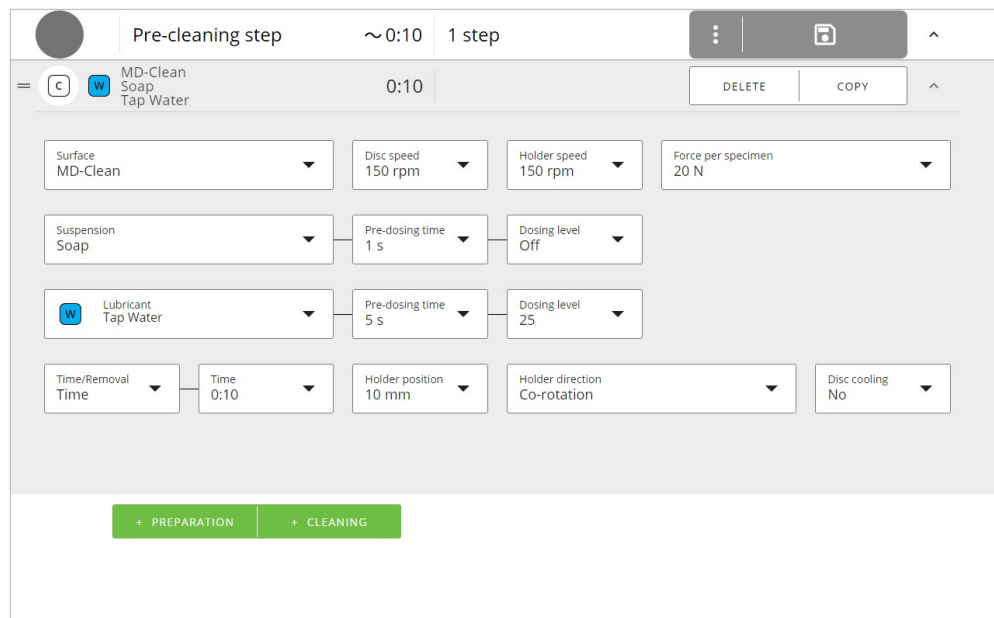 Pre-cleaning step ~0:10 1 step
C W MD-Clean
Soap
Tap Water
0:10 DELETE COPY
Surface Disc speed Holder speed Force per specimen
MD-Clean 150 rpm 150 rpm 20 N
Suspension Pre-dosing time Dosing level
Soap 1 s Off
W Lubricant Pre-dosing time Dosing level
Tap Water 5 s 25
Time/Removal Time Holder position Holder direction Disc cooling
Time 0:10 10 mm Co-rotation No
+ PREPARATION + CLEANING